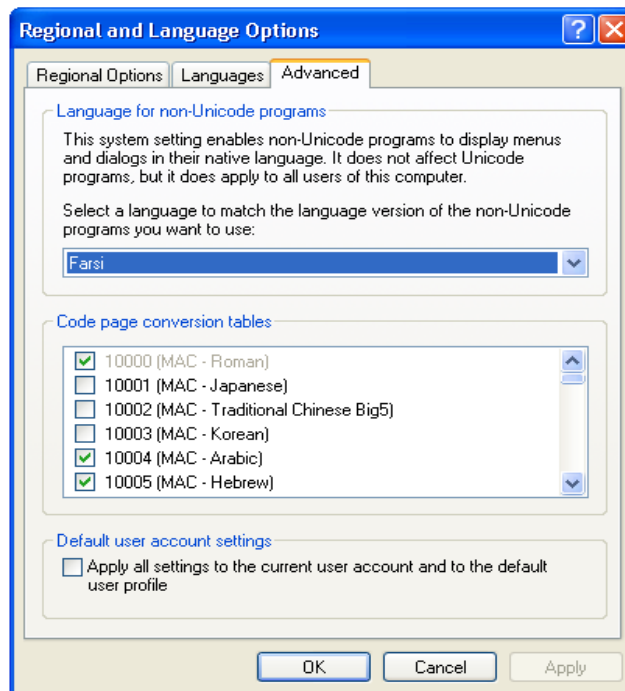 Regional and Language Options
Regional Options Languages Advanced
Language for non-Unicode programs
This system setting enables non-Unicode programs to display menus
and dialogs in their native language. It does not affect Unicode
programs, but it does apply to all users of this computer.
Select a language to match the language version of the non-Unicode
programs you want to use:
Farsi
Code page conversion tables
10000 (MAC - Roman)
10001 (MAC - Japanese)
10002 (MAC - Traditional Chinese Big5)
10003 (MAC - Korean)
10004 (MAC - Arabic)
10005 (MAC - Hebrew)
Default user account settings
Apply all settings to the current user account and to the default
user profile
OK Cancel Apply